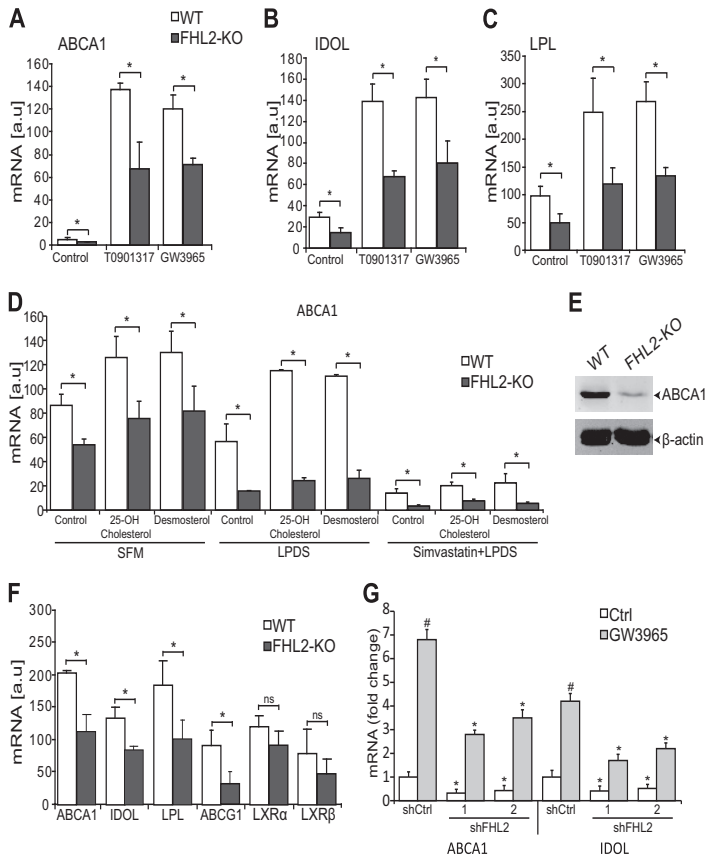 A
ABCA1
WT
FHL2-KO
mRNA [a.u]
160
140
120
100
80
60
40
20
0
*
*
*
Control
T0901317
GW3965
B
IDOL
mRNA [a.u]
180
160
140
120
100
80
60
40
20
0
*
*
*
Control
T0901317
GW3965
C
LPL
mRNA [a.u]
350
300
250
200
150
100
50
0
*
*
*
Control
T0901317
GW3965
D
ABCA1
WT
FHL2-KO
mRNA [a.u]
160
140
120
100
80
60
40
20
0
*
*
*
*
*
*
*
*
*
Control
25-OH
Cholesterol
Desmosterol
Control
25-OH
Cholesterol
Desmosterol
Control
25-OH
Cholesterol
Desmosterol
SFM
LPDS
Simvastatin+LPDS
E
WT
FHL2-KO
ABCA1
β-actin
F
WT
FHL2-KO
mRNA [a.u]
300
250
200
150
100
50
0
*
*
*
*
ns
ns
ABCA1
IDOL
LPL
ABCG1
LXRα
LXRβ
G
Ctrl
GW3965
mRNA (fold change)
8
7
6
5
4
3
2
1
0
#
*
*
*
*
#
*
*
*
*
shCtrl
1
2
shCtrl
1
2
shFHL2
shFHL2
ABCA1
IDOL